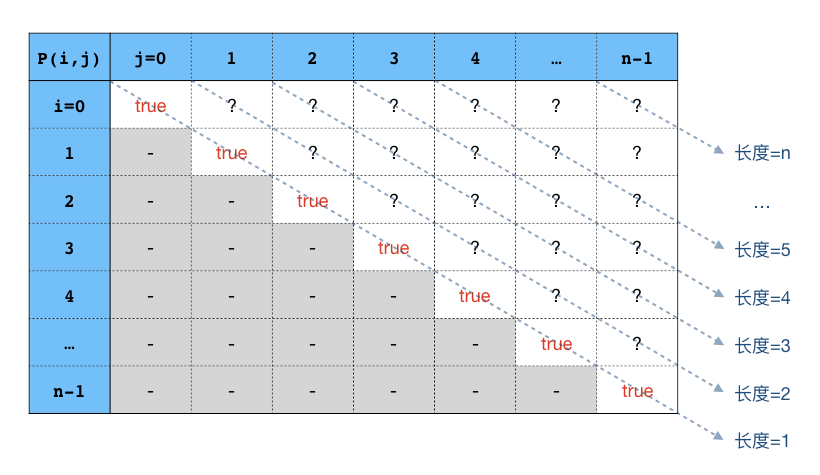 P(i,j) j=0 1 2 3 4 … n-1
i=0 true ? ? ? ? ? ?
1 - true ? ? ? ? ?
长度=n
2 - - true ? ? ? ?
…
3 - - - true ? ? ?
长度=5
4 - - - - true ? ?
长度=4
… - - - - - true ?
长度=3
n-1 - - - - - - true
长度=2
长度=1